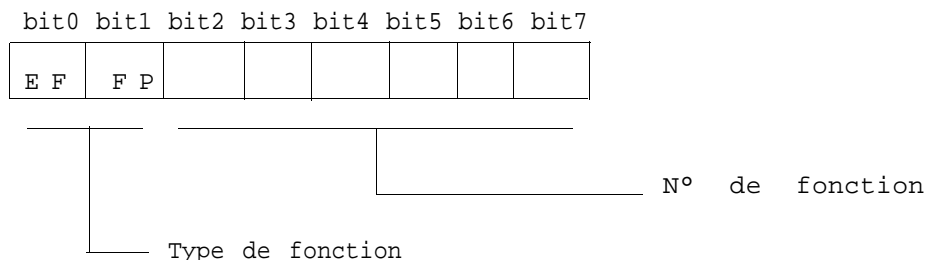 bit0 bit1 bit2 bit3 bit4 bit5 bit6 bit7
E F F P
N° de fonction
Type de fonction